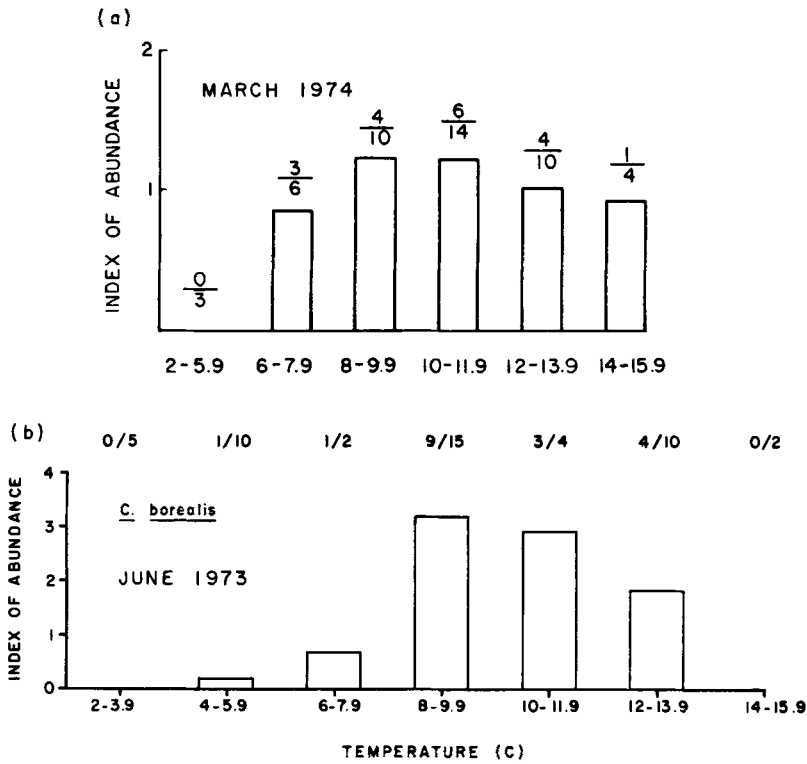 (a)
INDEX OF ABUNDANCE
2
1
MARCH 1974
0/3
3/6
4/10
6/14
4/10
1/4
2-5.9 6-7.9 8-9.9 10-11.9 12-13.9 14-15.9
(b)
0/5 1/10 1/2 9/15 3/4 4/10 0/2
INDEX OF ABUNDANCE
4
3
2
1
0
C. borealis
JUNE 1973
2-3.9 4-5.9 6-7.9 8-9.9 10-11.9 12-13.9 14-15.9
TEMPERATURE (C)